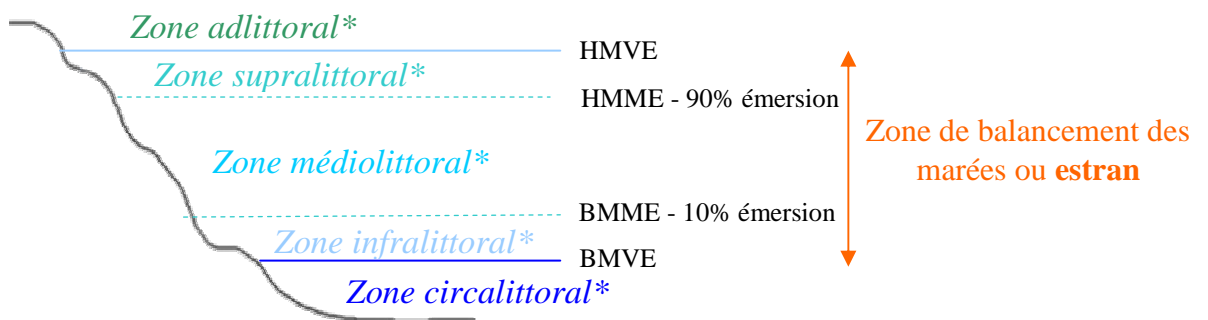 Zone adlittoral*
HMVE
Zone supralittoral*
HMME - 90% émersion
Zone de balancement des
marées ou estran
Zone médiolittoral*
BMME - 10% émersion
Zone infralittoral*
BMVE
Zone circalittoral*